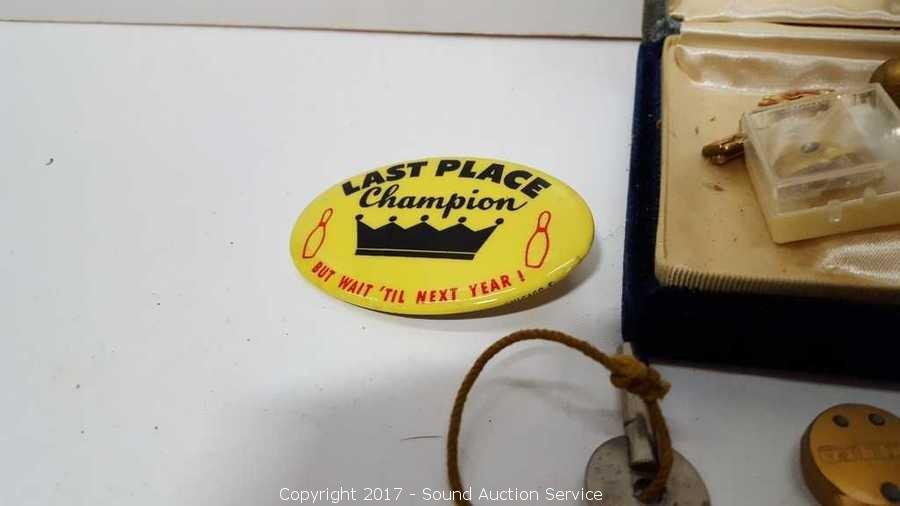 LAST PLACE
Champion
BUT WAIT 'TIL NEXT YEAR!
Copyright 2017 - Sound Auction Service